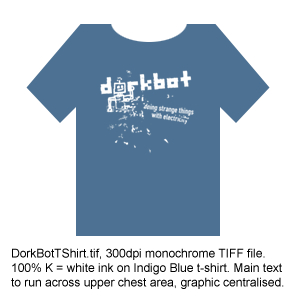 dorkbot
doing strange things
with electricity
DorkBotTShirt.tif, 300dpi monochrome TIFF file.
100% K = white ink on Indigo Blue t-shirt. Main text
to run across upper chest area, graphic centralised.